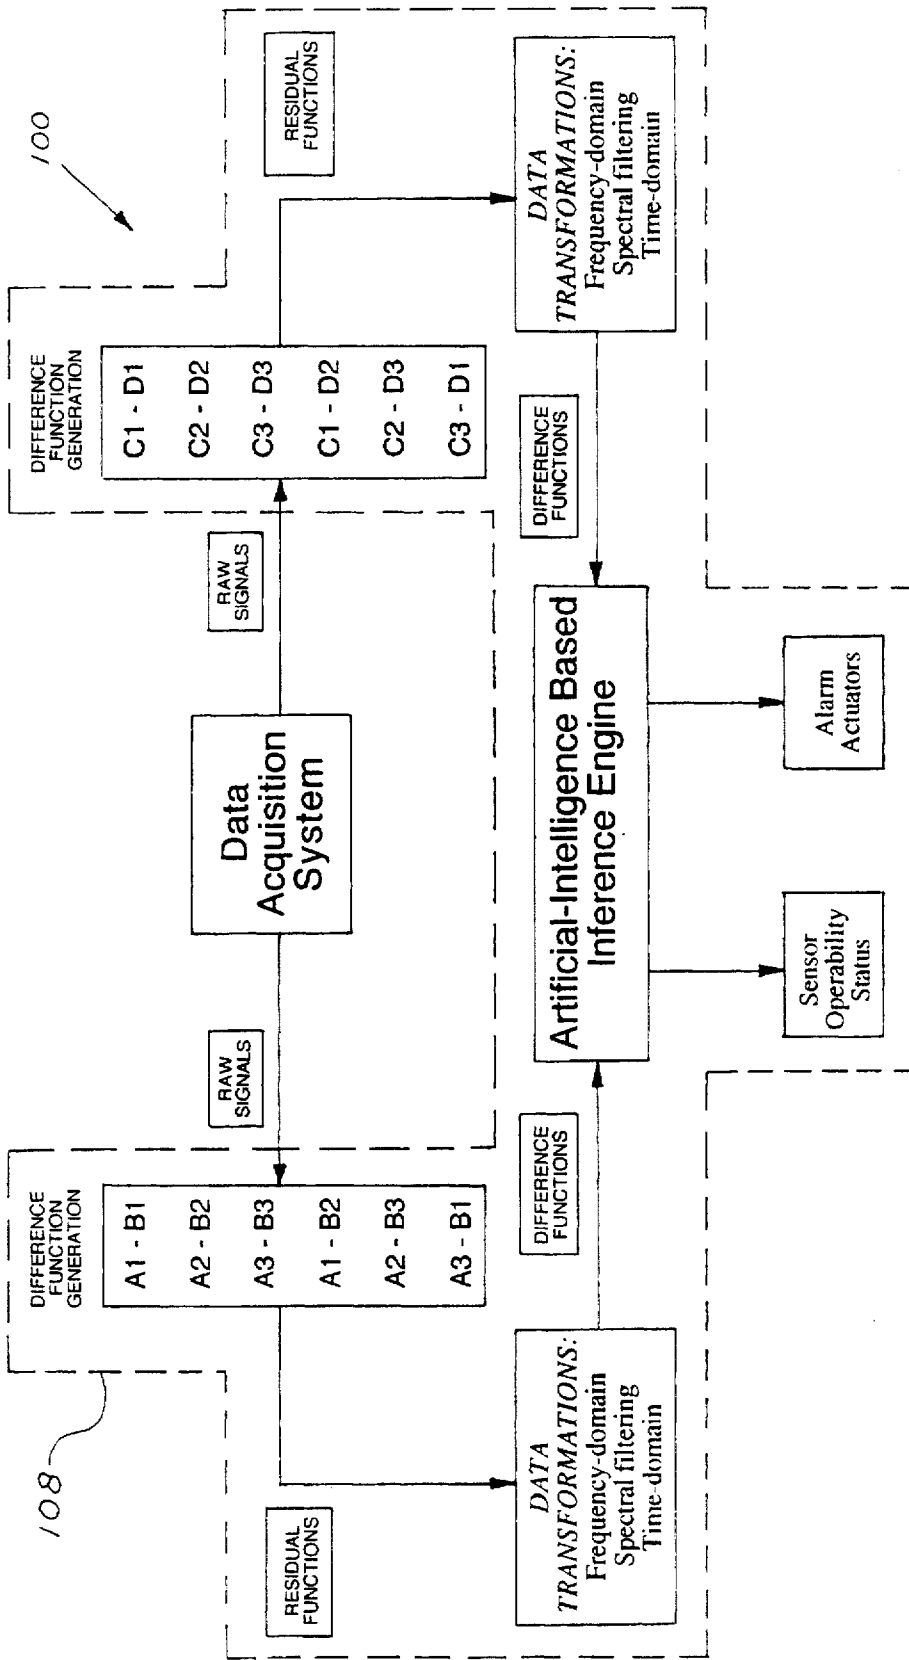 100
108
DIFFERENCE
FUNCTION
GENERATION
A1 - B1
A2 - B2
A3 - B3
A1 - B2
A2 - B3
A3 - B1
RAW
SIGNALS
Data
Acquisition
System
RAW
SIGNALS
DIFFERENCE
FUNCTION
GENERATION
C1 - D1
C2 - D2
C3 - D3
C1 - D2
C2 - D3
C3 - D1
RESIDUAL
FUNCTIONS
RESIDUAL
FUNCTIONS
DATA
TRANSFORMATIONS:
Frequency-domain
Spectral filtering
Time-domain
DIFFERENCE
FUNCTIONS
Artificial-Intelligence Based
Inference Engine
DIFFERENCE
FUNCTIONS
DATA
TRANSFORMATIONS:
Frequency-domain
Spectral filtering
Time-domain
Sensor
Operability
Status
Alarm
Actuators